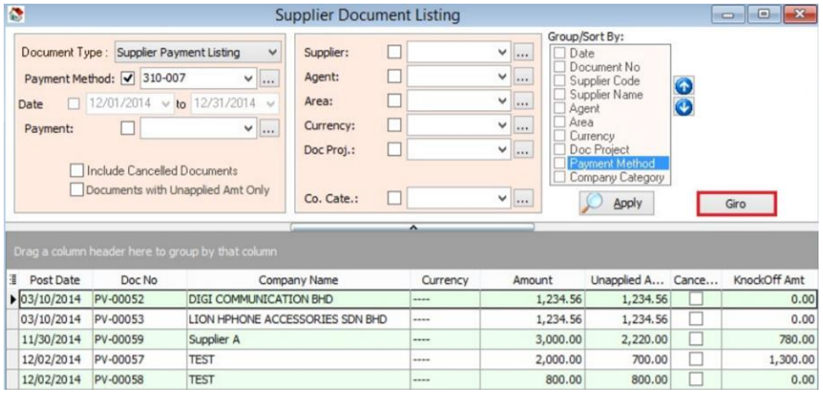 Supplier Document Listing
Document Type : Supplier Payment Listing
Payment Method: 310-007 ...
Date 12/01/2014 to 12/31/2014
Payment: ...
Include Cancelled Documents
Documents with Unapplied Amt Only
Supplier: ...
Agent: ...
Area: ...
Currency: ...
Doc Proj.: ...
Co. Cate.: ...
Group/Sort By:
Date
Document No
Supplier Code
Supplier Name
Agent
Area
Currency
Doc Project
Payment Method
Company Category
Apply
Giro
Drag a column header here to group by that column
Post Date Doc No Company Name Currency Amount Unapplied A... Cance... KnockOff Amt
03/10/2014 PV-00052 DIGI COMMUNICATION BHD ---- 1,234.56 1,234.56 0.00
03/10/2014 PV-00053 LION HPHONE ACCESSORIES SDN BHD ---- 1,234.56 1,234.56 0.00
11/30/2014 PV-00059 Supplier A ---- 3,000.00 2,220.00 780.00
12/02/2014 PV-00057 TEST ---- 2,000.00 700.00 1,300.00
12/02/2014 PV-00058 TEST ---- 800.00 800.00 0.00